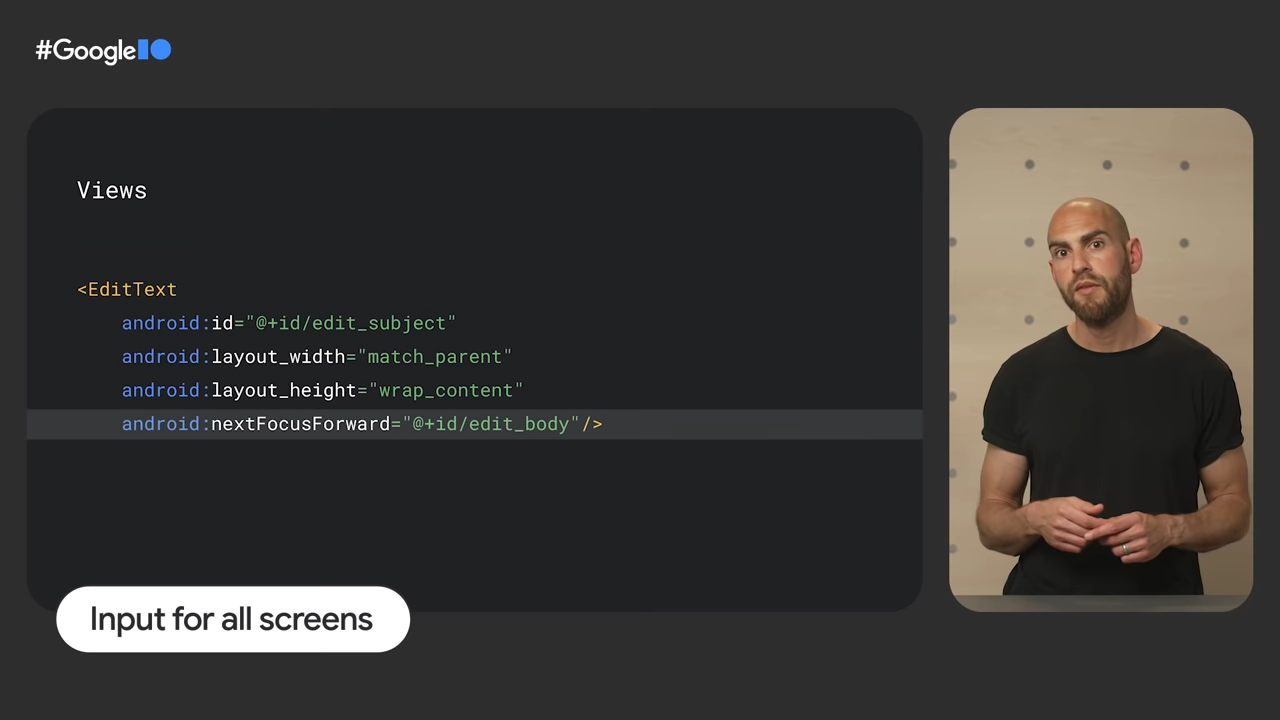 #GoogleIO
Views
<EditText
android:id="@+id/edit_subject"
android:layout_width="match_parent"
android:layout_height="wrap_content"
android:nextFocusForward="@+id/edit_body"/>
Input for all screens